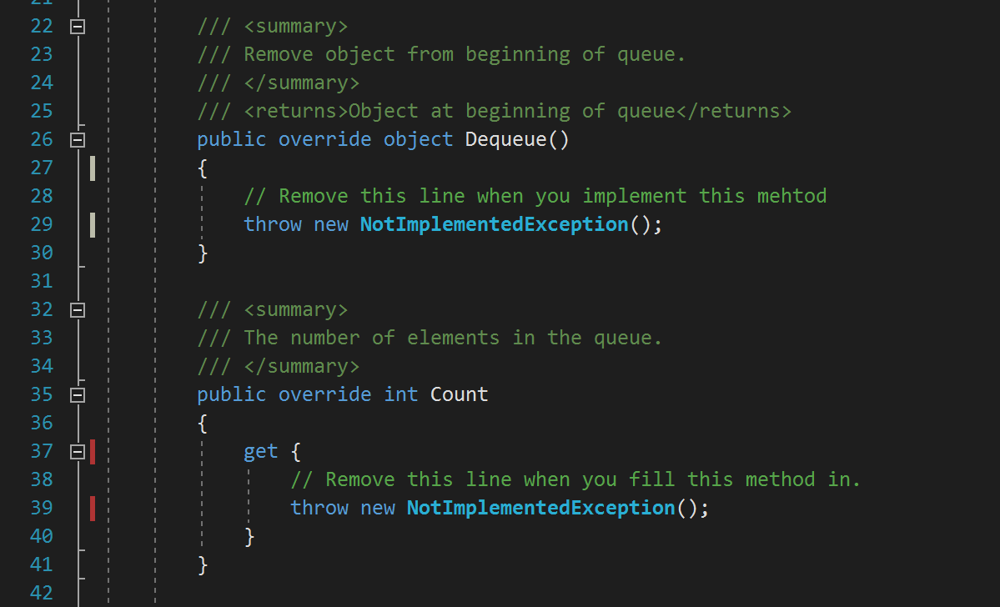 21
22 /// <summary>
23 /// Remove object from beginning of queue.
24 /// </summary>
25 /// <returns>Object at beginning of queue</returns>
26 public override object Dequeue()
27 {
28 // Remove this line when you implement this mehtod
29 throw new NotImplementedException();
30 }
31
32 /// <summary>
33 /// The number of elements in the queue.
34 /// </summary>
35 public override int Count
36 {
37 get {
38 // Remove this line when you fill this method in.
39 throw new NotImplementedException();
40 }
41 }
42